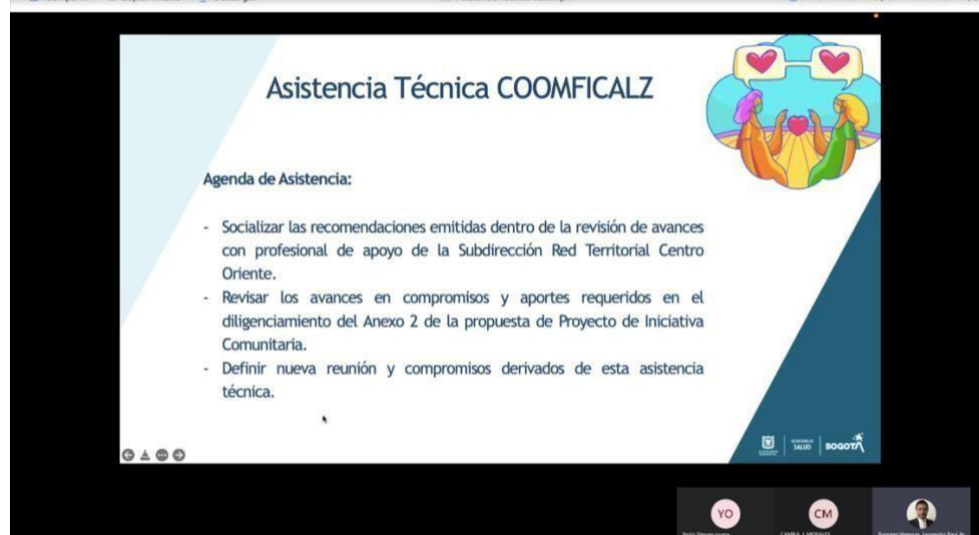 Asistencia Técnica COOMFICALZ
Agenda de Asistencia:
- Socializar las recomendaciones emitidas dentro de la revisión de avances
con profesional de apoyo de la Subdirección Red Territorial Centro
Oriente.
- Revisar los avances en compromisos y aportes requeridos en el
diligenciamiento del Anexo 2 de la propuesta de Proyecto de Iniciativa
Comunitaria.
- Definir nueva reunión y compromisos derivados de esta asistencia
técnica.
SALUD
BOGOTÁ
YO
CM